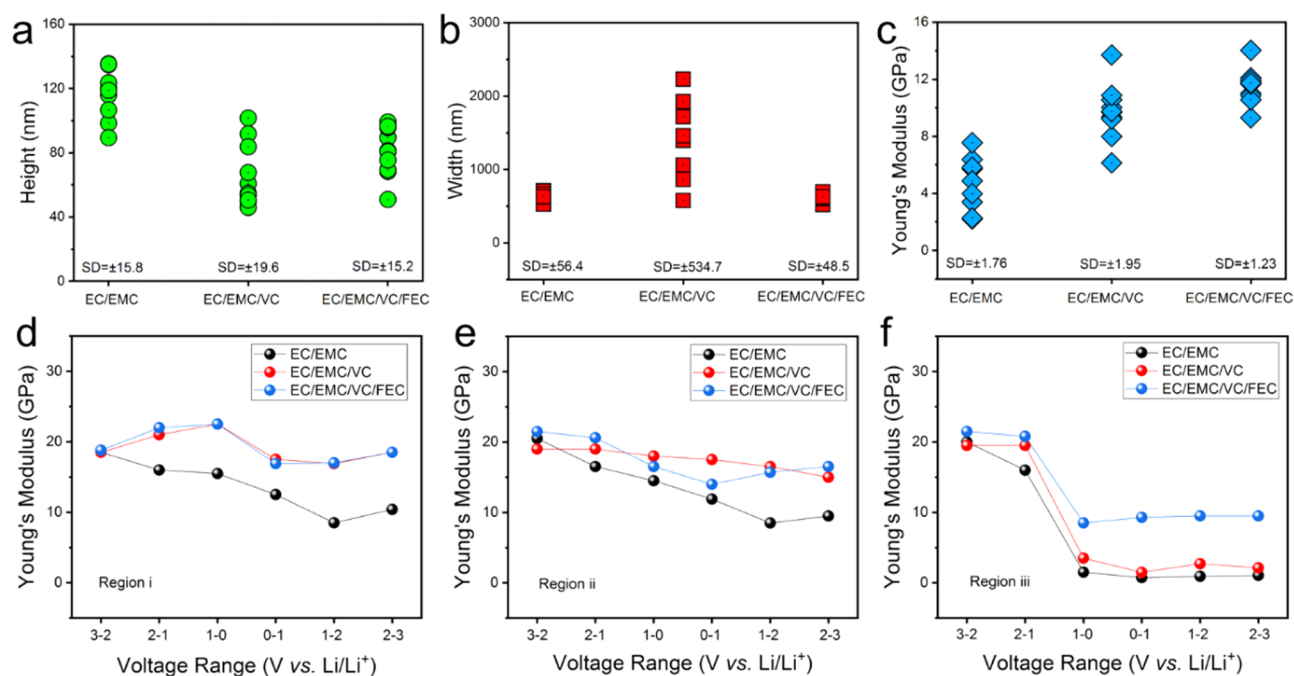 a
160
120
80
40
0
Height (nm)
SD=±15.8
SD=±19.6
SD=±15.2
EC/EMC
EC/EMC/VC
EC/EMC/VC/FEC
b
3000
2000
1000
0
Width (nm)
SD=±56.4
SD=±534.7
SD=±48.5
EC/EMC
EC/EMC/VC
EC/EMC/VC/FEC
c
16
12
8
4
0
Young's Modulus (GPa)
SD=±1.76
SD=±1.95
SD=±1.23
EC/EMC
EC/EMC/VC
EC/EMC/VC/FEC
d
30
20
10
0
Young's Modulus (GPa)
EC/EMC
EC/EMC/VC
EC/EMC/VC/FEC
Region i
3-2
2-1
1-0
0-1
1-2
2-3
Voltage Range (V vs. Li/Li⁺)
e
30
20
10
0
Young's Modulus (GPa)
EC/EMC
EC/EMC/VC
EC/EMC/VC/FEC
Region ii
3-2
2-1
1-0
0-1
1-2
2-3
Voltage Range (V vs. Li/Li⁺)
f
30
20
10
0
Young's Modulus (GPa)
EC/EMC
EC/EMC/VC
EC/EMC/VC/FEC
Region iii
3-2
2-1
1-0
0-1
1-2
2-3
Voltage Range (V vs. Li/Li⁺)